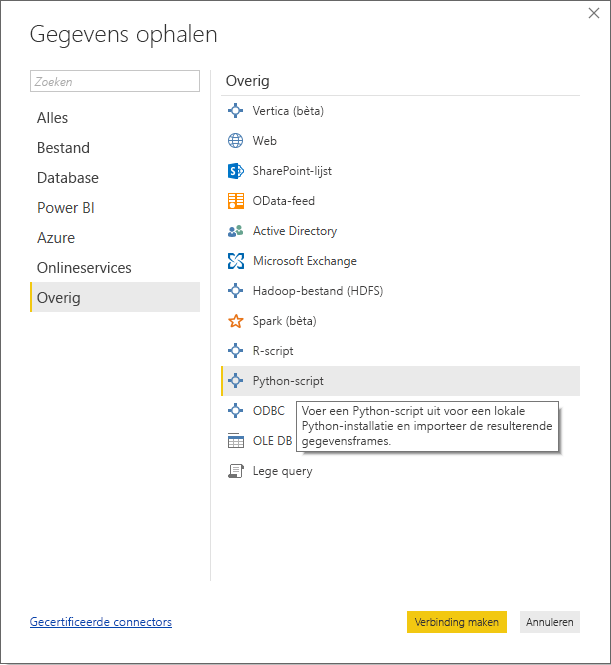 Gegevens ophalen
Zoeken
Alles
Bestand
Database
Power BI
Azure
Onlineservices
Overig
Overig
Vertica (bèta)
Web
SharePoint-lijst
OData-feed
Active Directory
Microsoft Exchange
Hadoop-bestand (HDFS)
Spark (bèta)
R-script
Python-script
ODBC
OLE DB
Voer een Python-script uit voor een lokale
Python-installatie en importeer de resulterende
gegevensframes.
Lege query
Gecertificeerde connectors
Verbinding maken
Annuleren